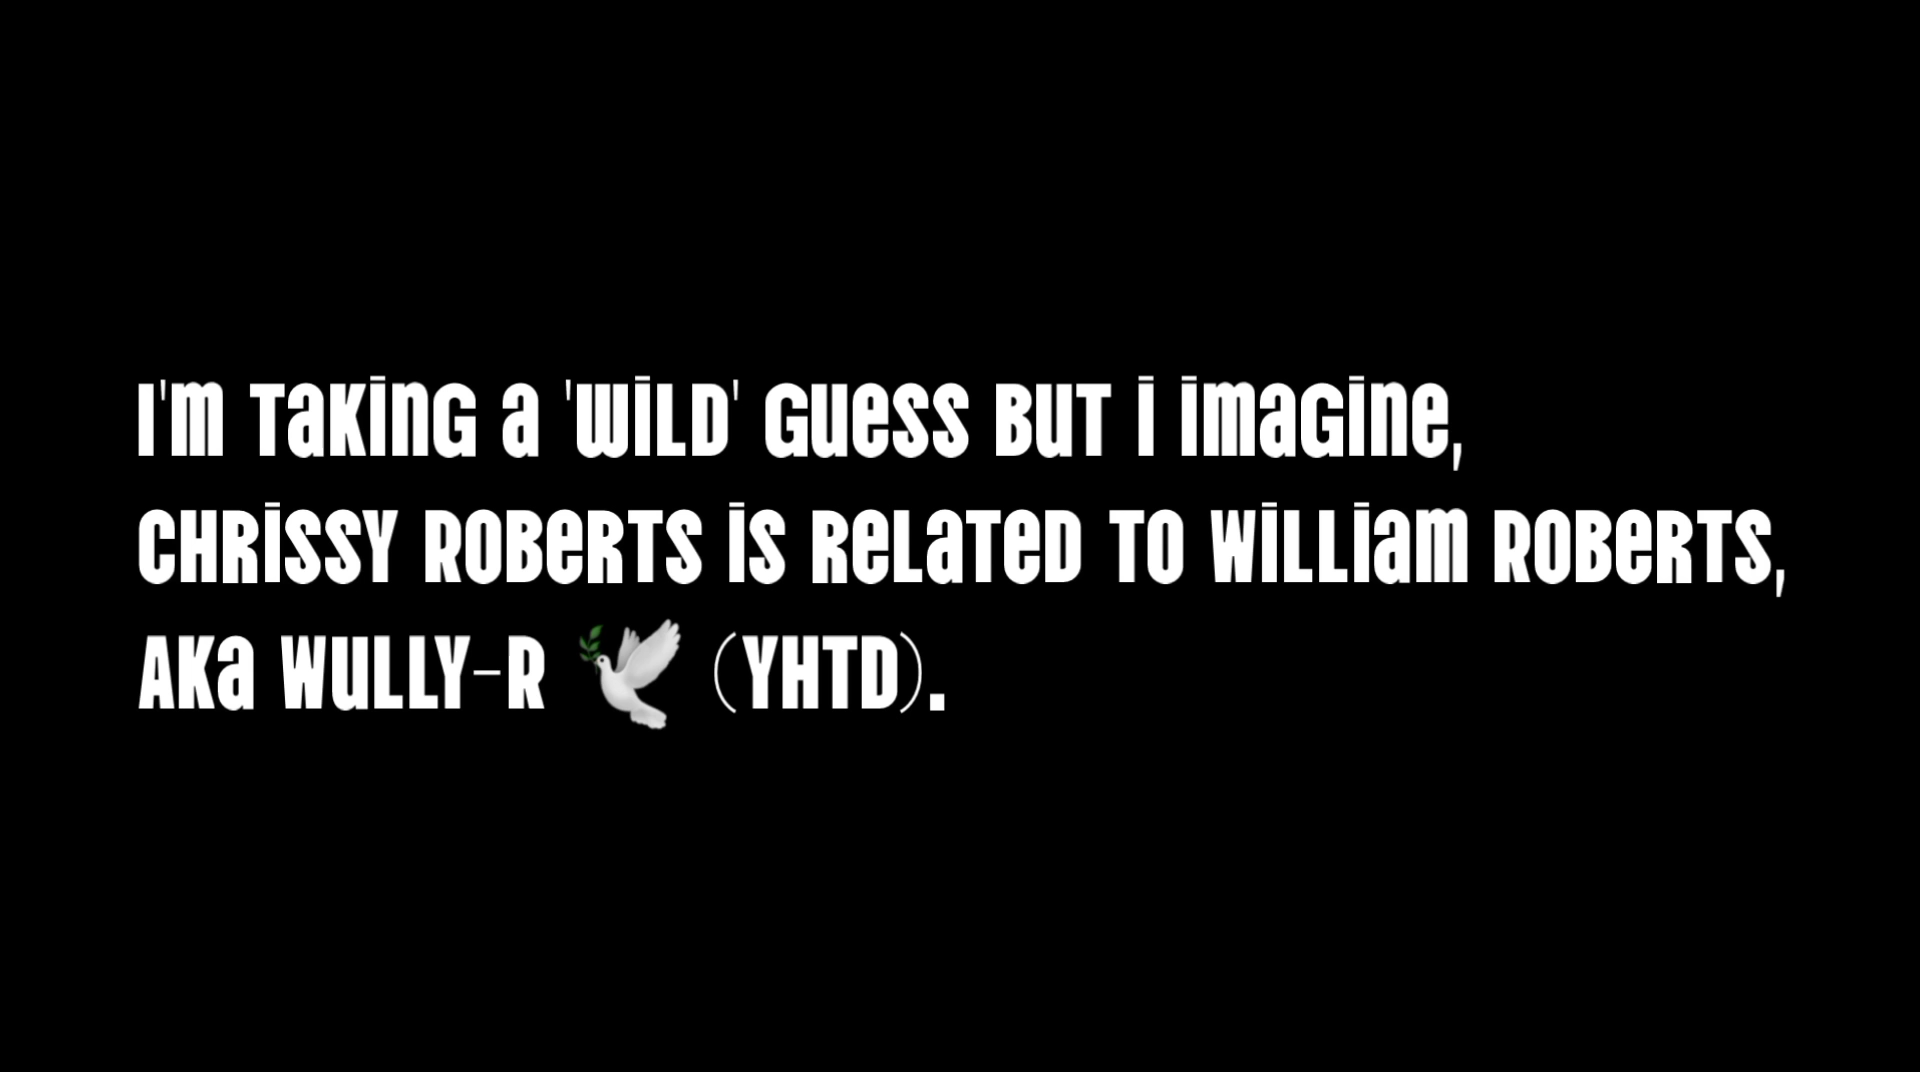 I'm taking a 'wild' guess but i imagine,
Chrissy Roberts is related to William Roberts,
AKA Wully-R 🕊 (YHTD).